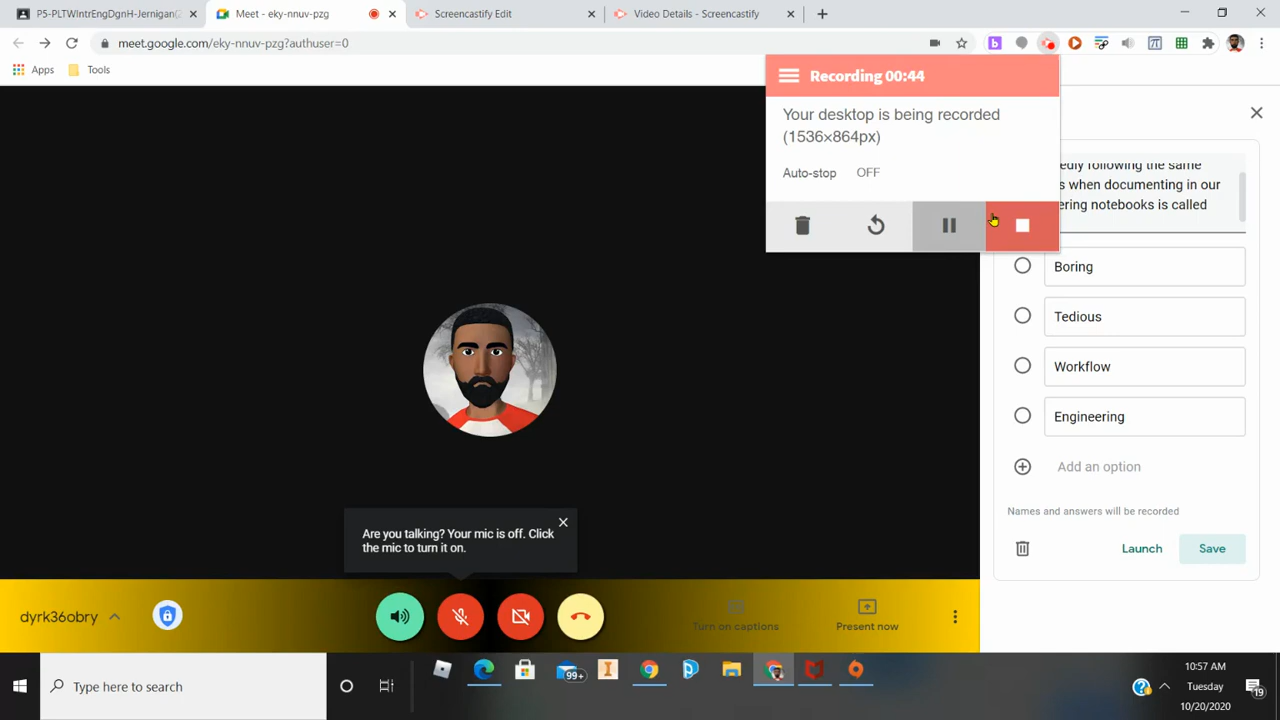 P5-PLTWIntrEngDgnH-Jernigan
Meet - eky-nnuv-pzg
Screencastify Edit
Video Details - Screencastify
meet.google.com/eky-nnuv-pzg?authuser=0
Apps
Tools
Recording 00:44
Your desktop is being recorded
(1536×864px)
Auto-stop OFF
edly following the same
s when documenting in our
ering notebooks is called
Boring
Tedious
Workflow
Engineering
Add an option
Names and answers will be recorded
Launch
Save
Are you talking? Your mic is off. Click
the mic to turn it on.
dyrk36obry
Turn on captions
Present now
Type here to search
99+
10:57 AM
Tuesday
10/20/2020
19